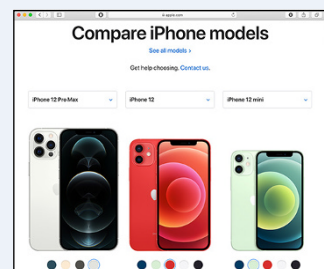 apple.com
Compare iPhone models
See all models >
Get help choosing. Contact us.
iPhone 12 Pro Max
iPhone 12
iPhone 12 mini